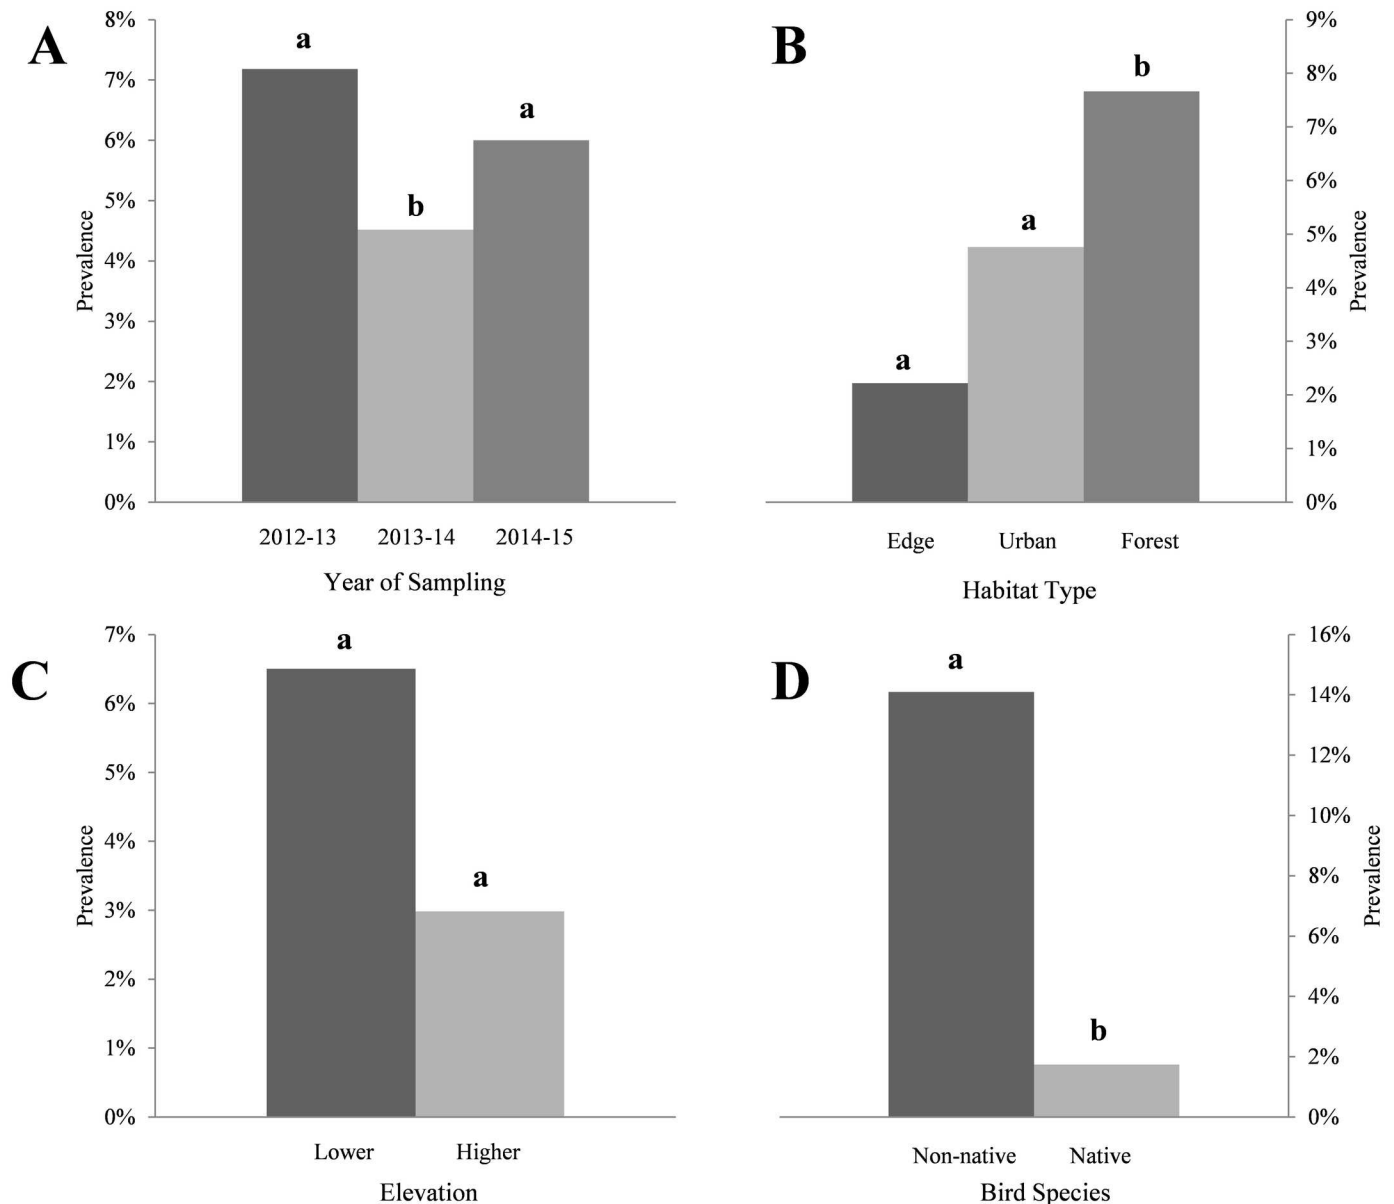 A
Prevalence
8%
7%
6%
5%
4%
3%
2%
1%
0%
a
b
a
2012-13 2013-14 2014-15
Year of Sampling
B
a
a
b
9%
8%
7%
6%
5%
4%
3%
2%
1%
0%
Prevalence
Edge Urban Forest
Habitat Type
C
Prevalence
7%
6%
5%
4%
3%
2%
1%
0%
a
a
Lower Higher
Elevation
D
a
b
16%
14%
12%
10%
8%
6%
4%
2%
0%
Prevalence
Non-native Native
Bird Species